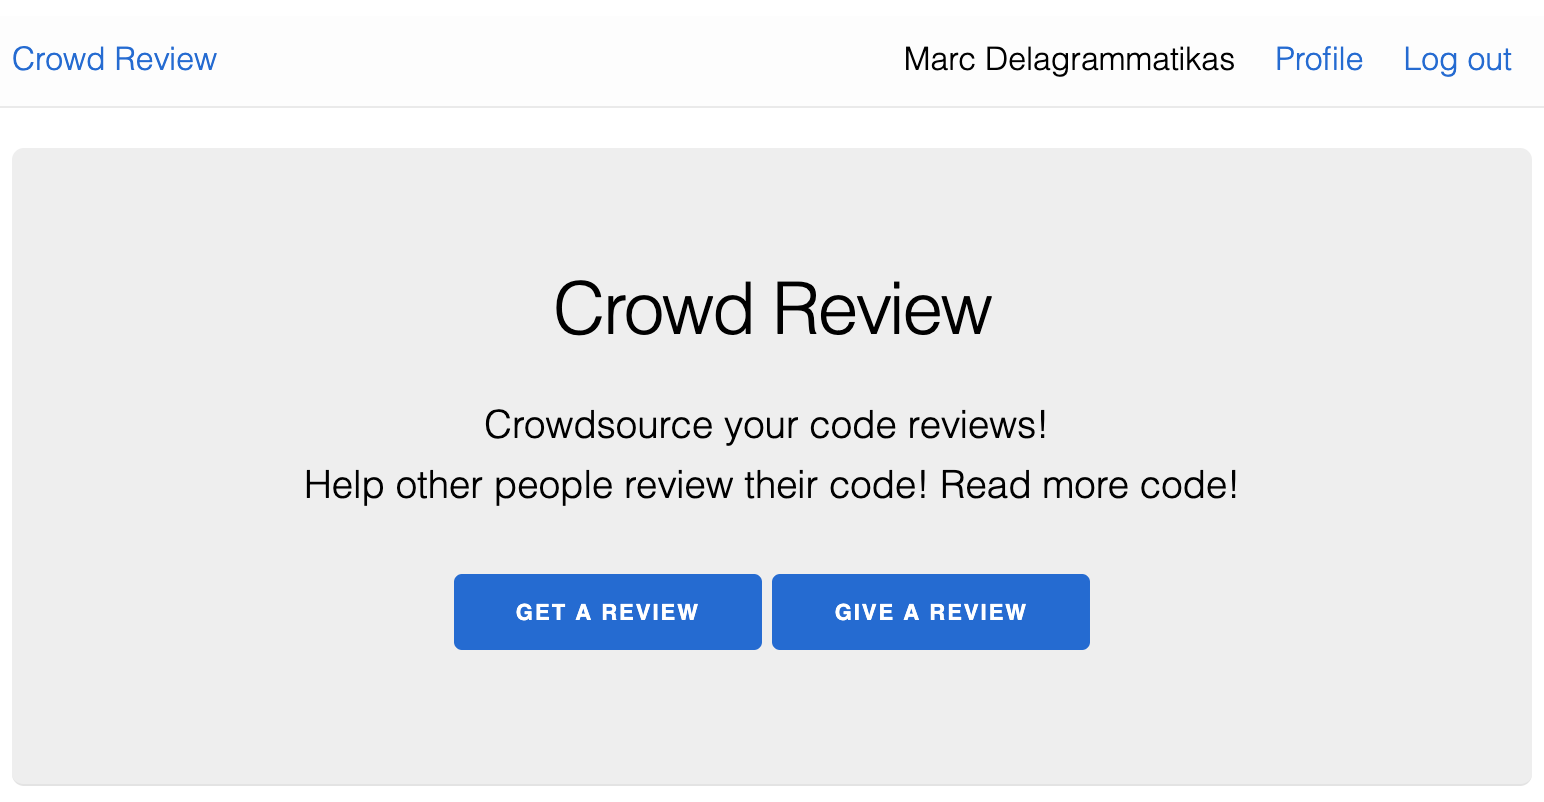 Crowd Review
Marc Delagrammatikas Profile Log out
Crowd Review
Crowdsource your code reviews!
Help other people review their code! Read more code!
GET A REVIEW
GIVE A REVIEW